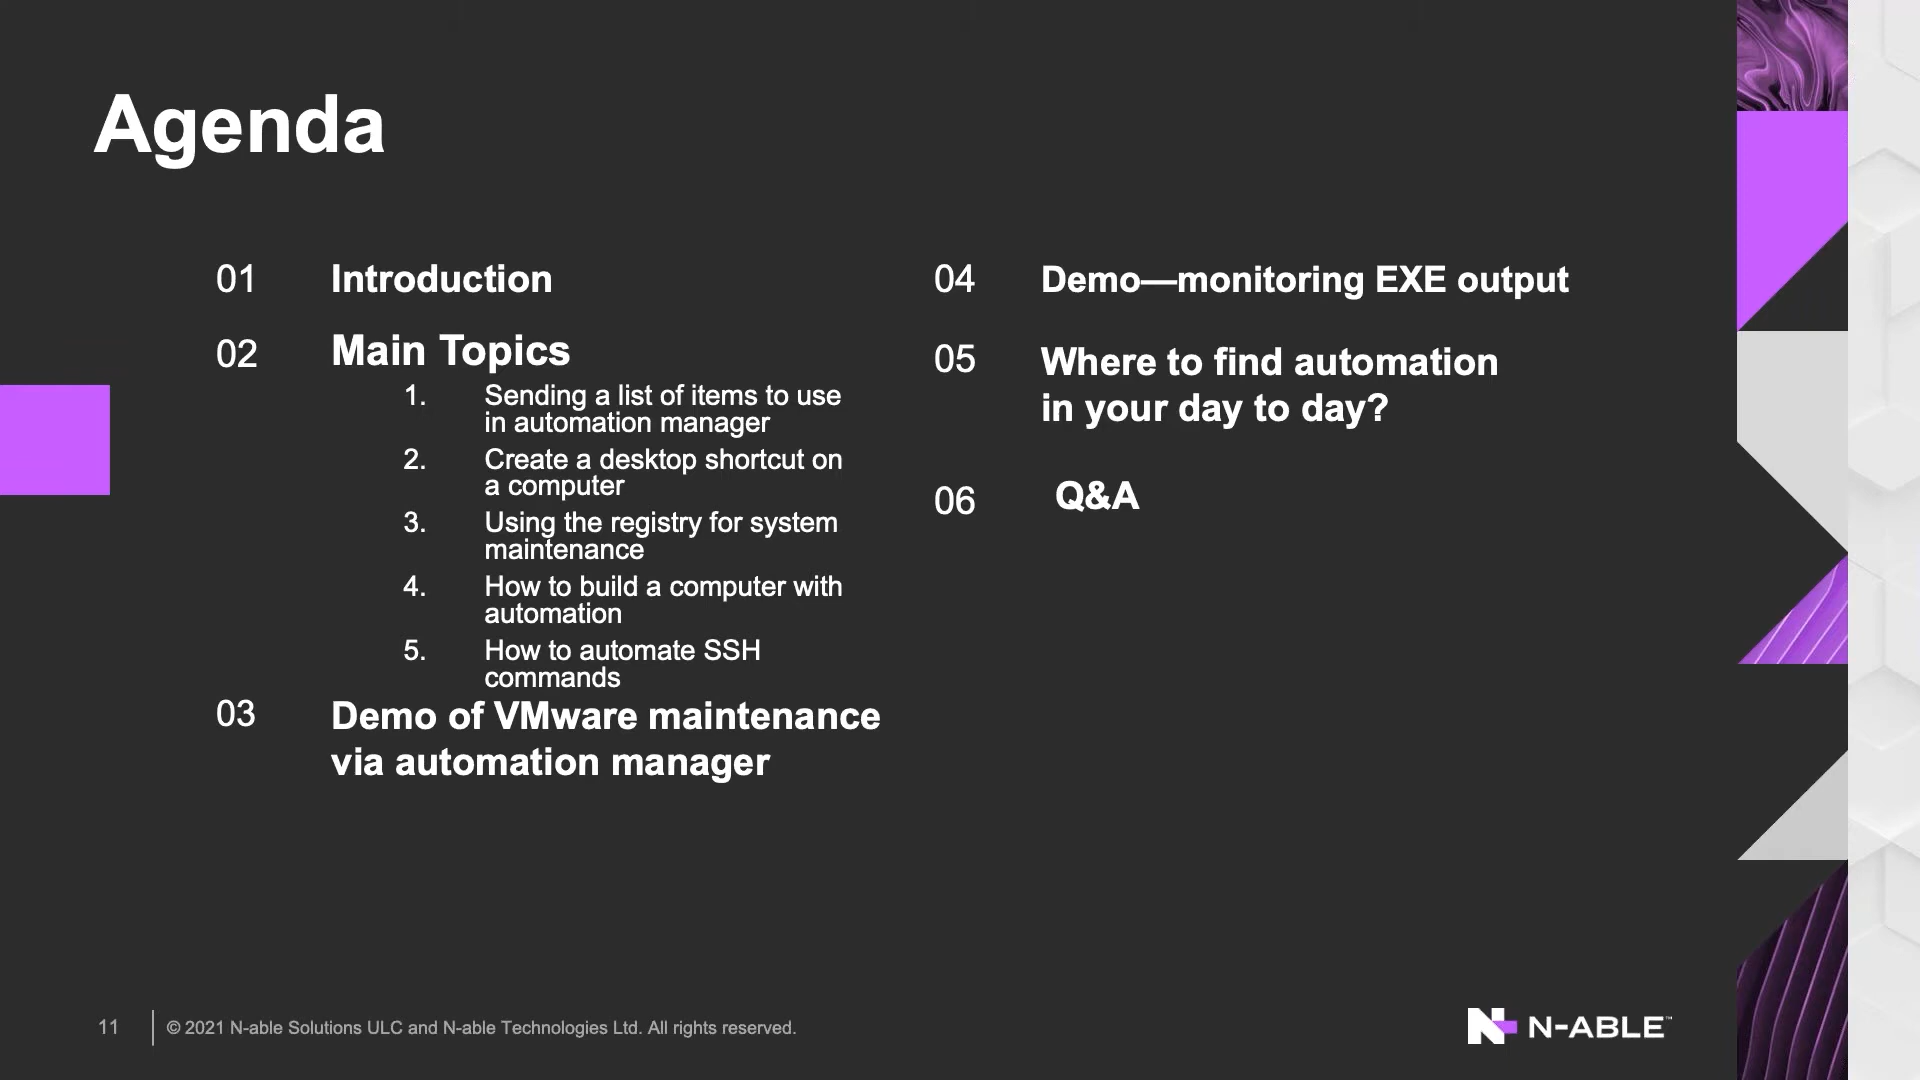 Agenda
01 Introduction
02 Main Topics
1. Sending a list of items to use
in automation manager
2. Create a desktop shortcut on
a computer
3. Using the registry for system
maintenance
4. How to build a computer with
automation
5. How to automate SSH
commands
03 Demo of VMware maintenance
via automation manager
04 Demo—monitoring EXE output
05 Where to find automation
in your day to day?
06 Q&A
11 © 2021 N-able Solutions ULC and N-able Technologies Ltd. All rights reserved.
N-ABLE™